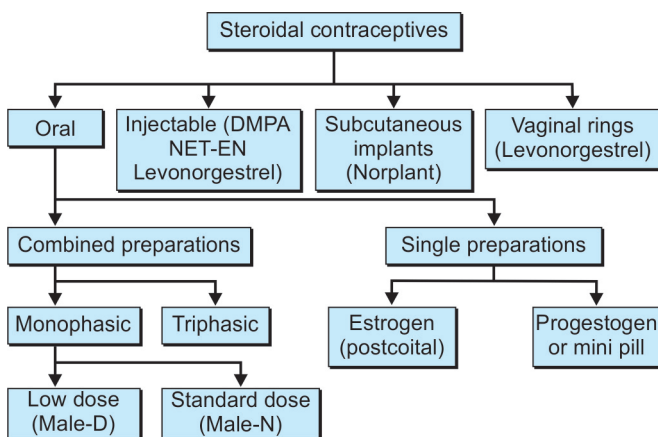 Steroidal contraceptives
Oral
Injectable (DMPA
NET-EN
Levonorgestrel)
Subcutaneous
implants
(Norplant)
Vaginal rings
(Levonorgestrel)
Combined preparations
Single preparations
Monophasic
Triphasic
Estrogen
(postcoital)
Progestogen
or mini pill
Low dose
(Male-D)
Standard dose
(Male-N)